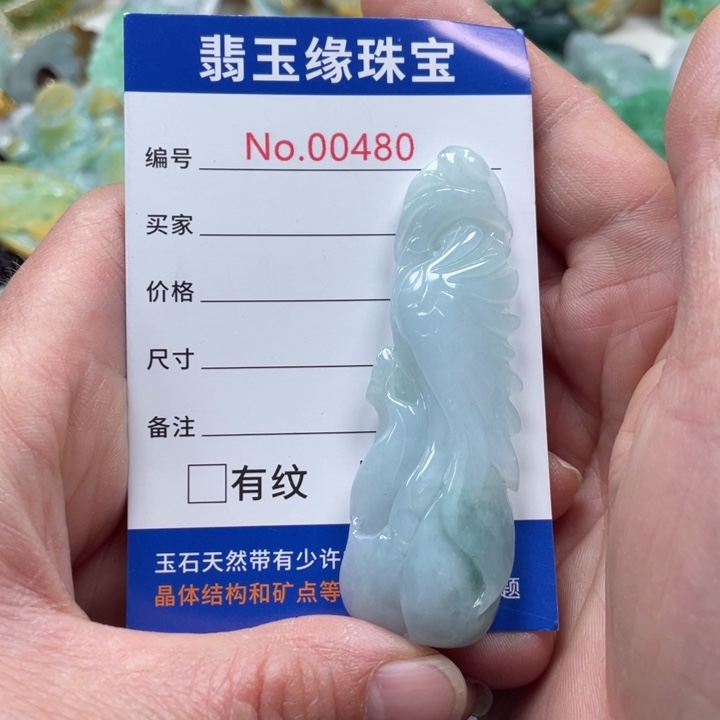 翡玉缘珠宝
编号 No.00480
买家
价格
尺寸
备注
有纹
玉石天然带有少许
晶体结构和矿点等 题